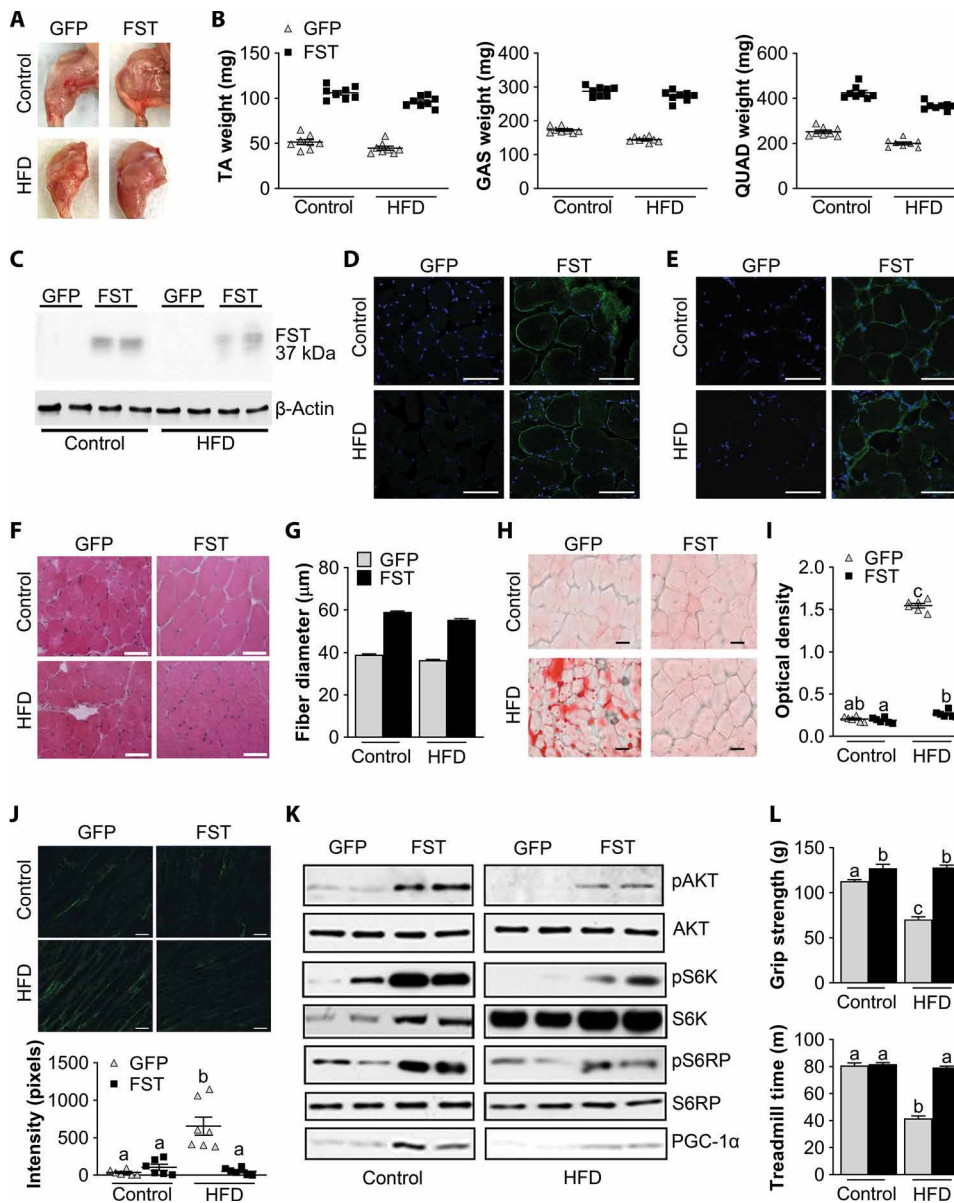 A
GFP FST
Control
HFD
B
GFP
FST
TA weight (mg)
150
100
50
0
Control HFD
GAS weight (mg)
400
300
200
100
0
Control HFD
QUAD weight (mg)
600
400
200
0
Control HFD
C
GFP FST GFP FST
FST
37 kDa
β-Actin
Control HFD
D
GFP FST
Control
HFD
E
GFP FST
Control
HFD
F
GFP FST
Control
HFD
G
GFP
FST
Fiber diameter (μm)
80
60
40
20
0
Control HFD
H
GFP FST
Control
HFD
I
GFP
FST
Optical density
2.0
1.5
1.0
0.5
0.0
ab a c b
Control HFD
J
GFP FST
Control
HFD
GFP
FST
Intensity (pixels)
1500
1000
500
0
a a b a
Control HFD
K
GFP FST GFP FST
pAKT
AKT
pS6K
S6K
pS6RP
S6RP
PGC-1α
Control HFD
L
Grip strength (g)
150
100
50
0
a b c b
Control HFD
Treadmill time (m)
100
80
60
40
20
0
a a b a
Control HFD